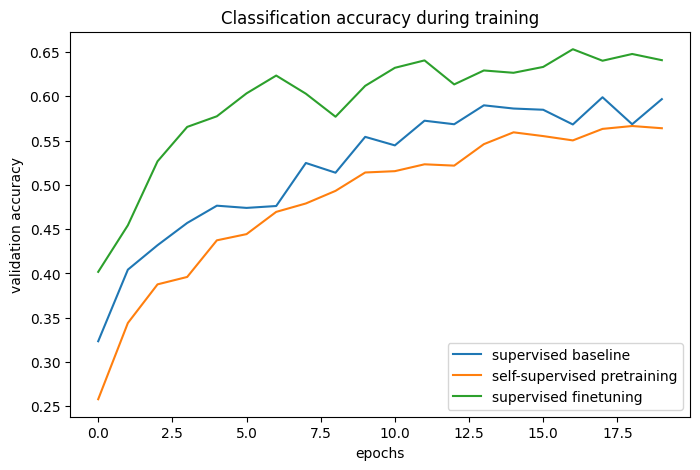 Classification accuracy during training
validation accuracy
0.65
0.60
0.55
0.50
0.45
0.40
0.35
0.30
0.25
supervised baseline
self-supervised pretraining
supervised finetuning
0.0 2.5 5.0 7.5 10.0 12.5 15.0 17.5
epochs